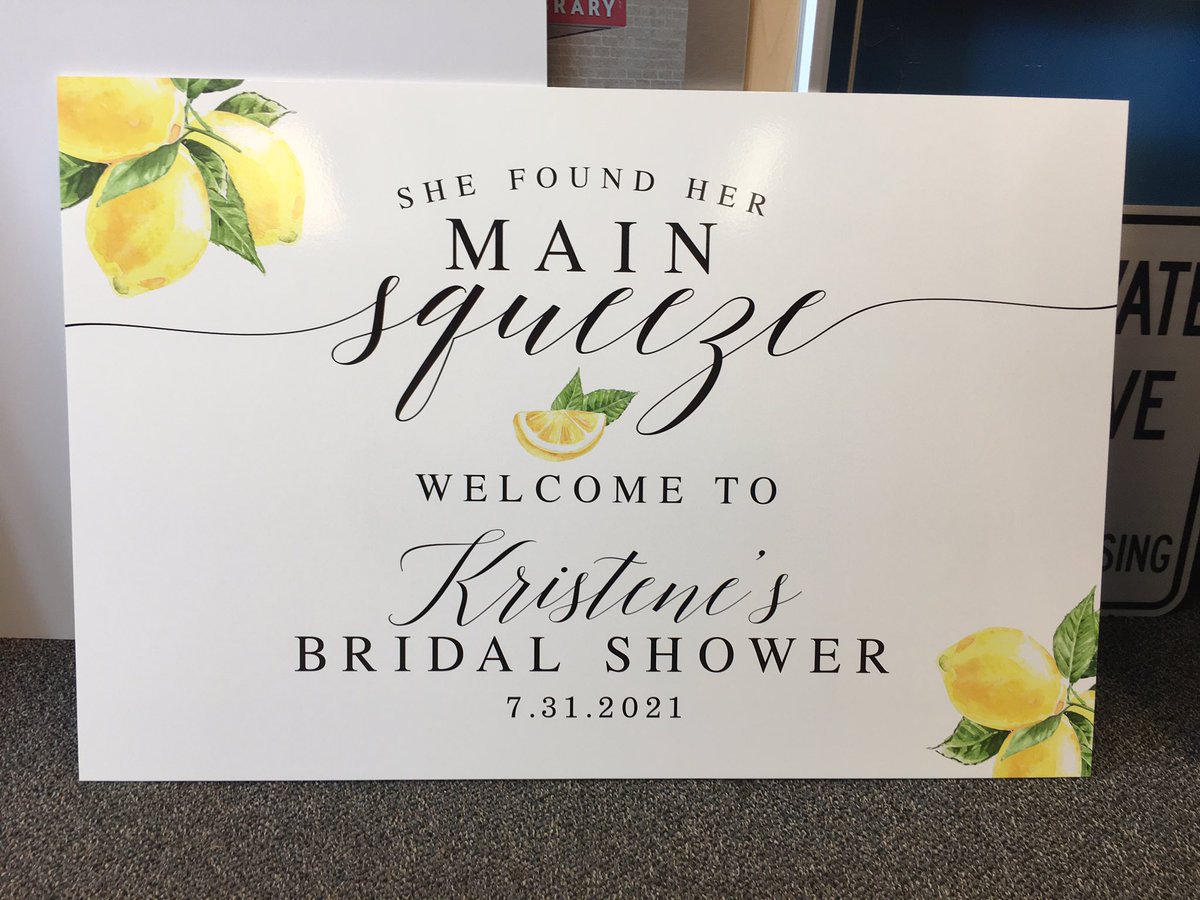 SHE FOUND HER
MAIN
squeeze
WELCOME TO
Kristene's
BRIDAL SHOWER
7.31.2021